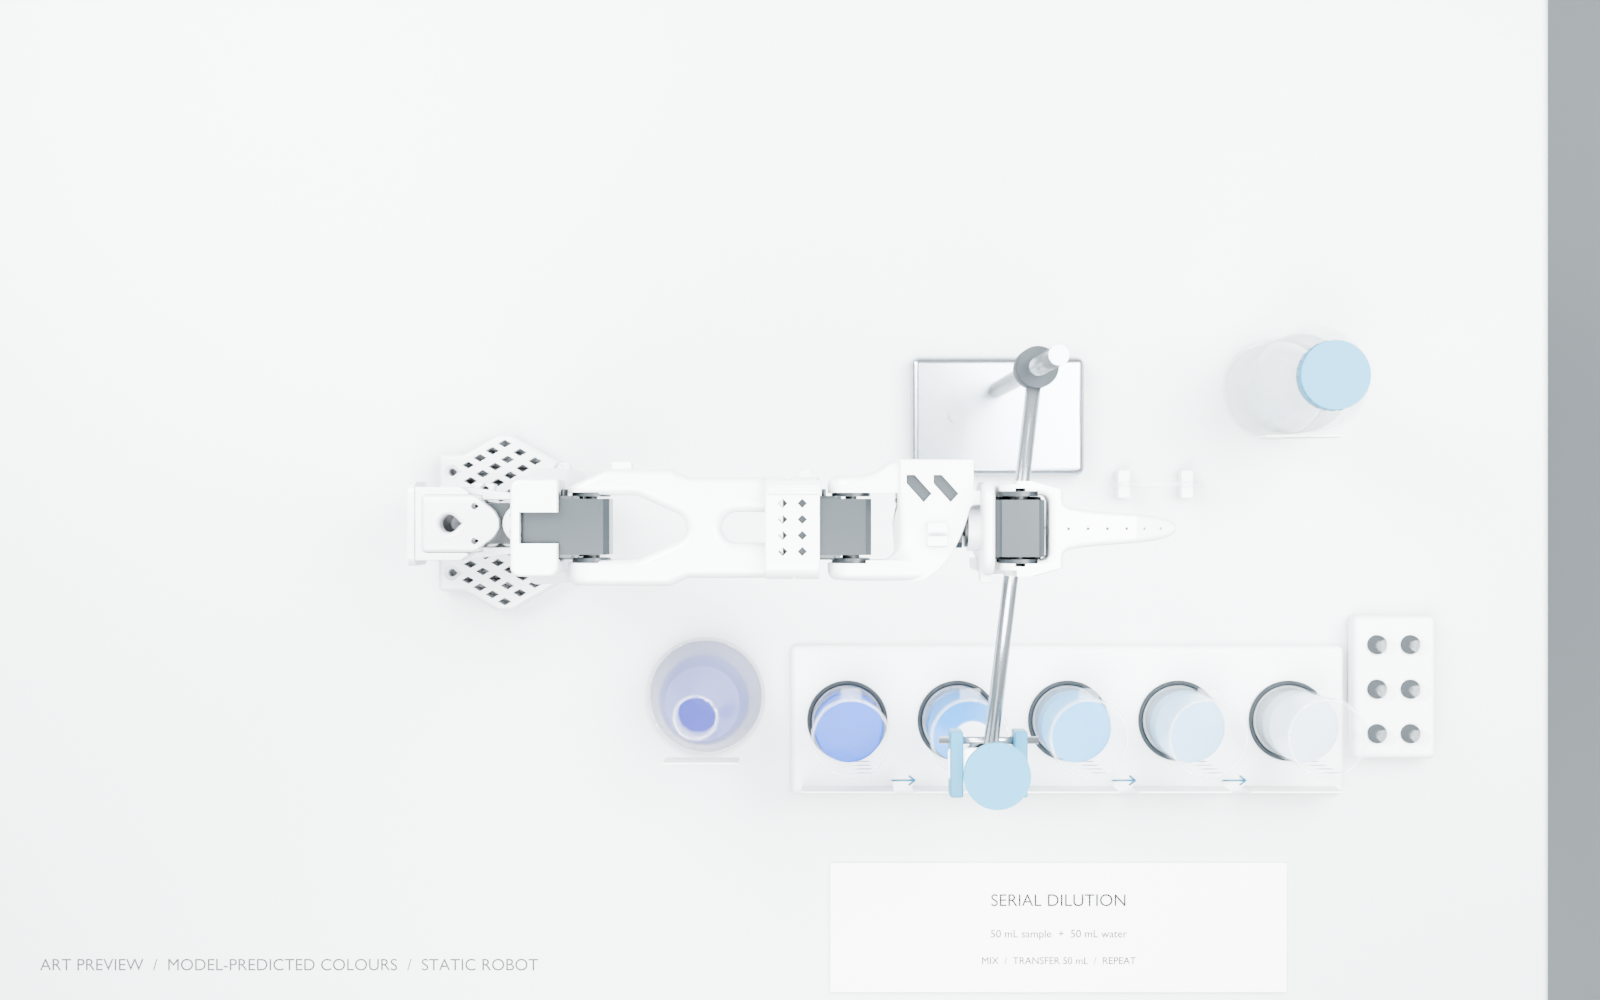 SERIAL DILUTION
50 mL sample + 50 mL water
MIX / TRANSFER 50 mL / REPEAT
ART PREVIEW / MODEL-PREDICTED COLOURS / STATIC ROBOT